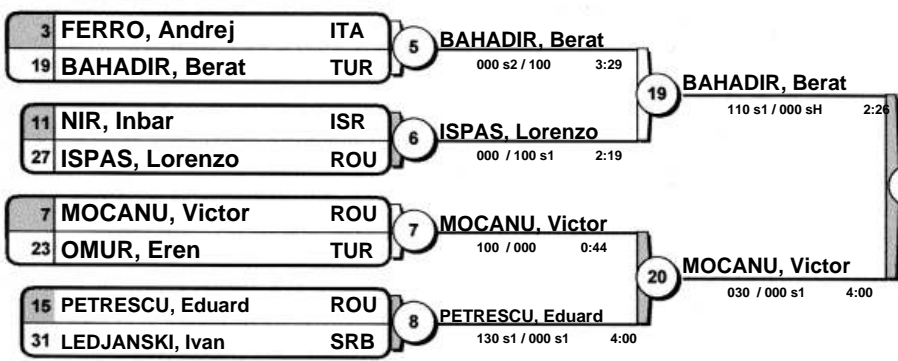 3 FERRO, Andrej ITA
19 BAHADIR, Berat TUR
5
BAHADIR, Berat
000 s2 / 100 3:29
11 NIR, Inbar ISR
27 ISPAS, Lorenzo ROU
6
ISPAS, Lorenzo
000 / 100 s1 2:19
19
BAHADIR, Berat
110 s1 / 000 sH 2:26
7 MOCANU, Victor ROU
23 OMUR, Eren TUR
7
MOCANU, Victor
100 / 000 0:44
15 PETRESCU, Eduard ROU
31 LEDJANSKI, Ivan SRB
8
PETRESCU, Eduard
130 s1 / 000 s1 4:00
20
MOCANU, Victor
030 / 000 s1 4:00